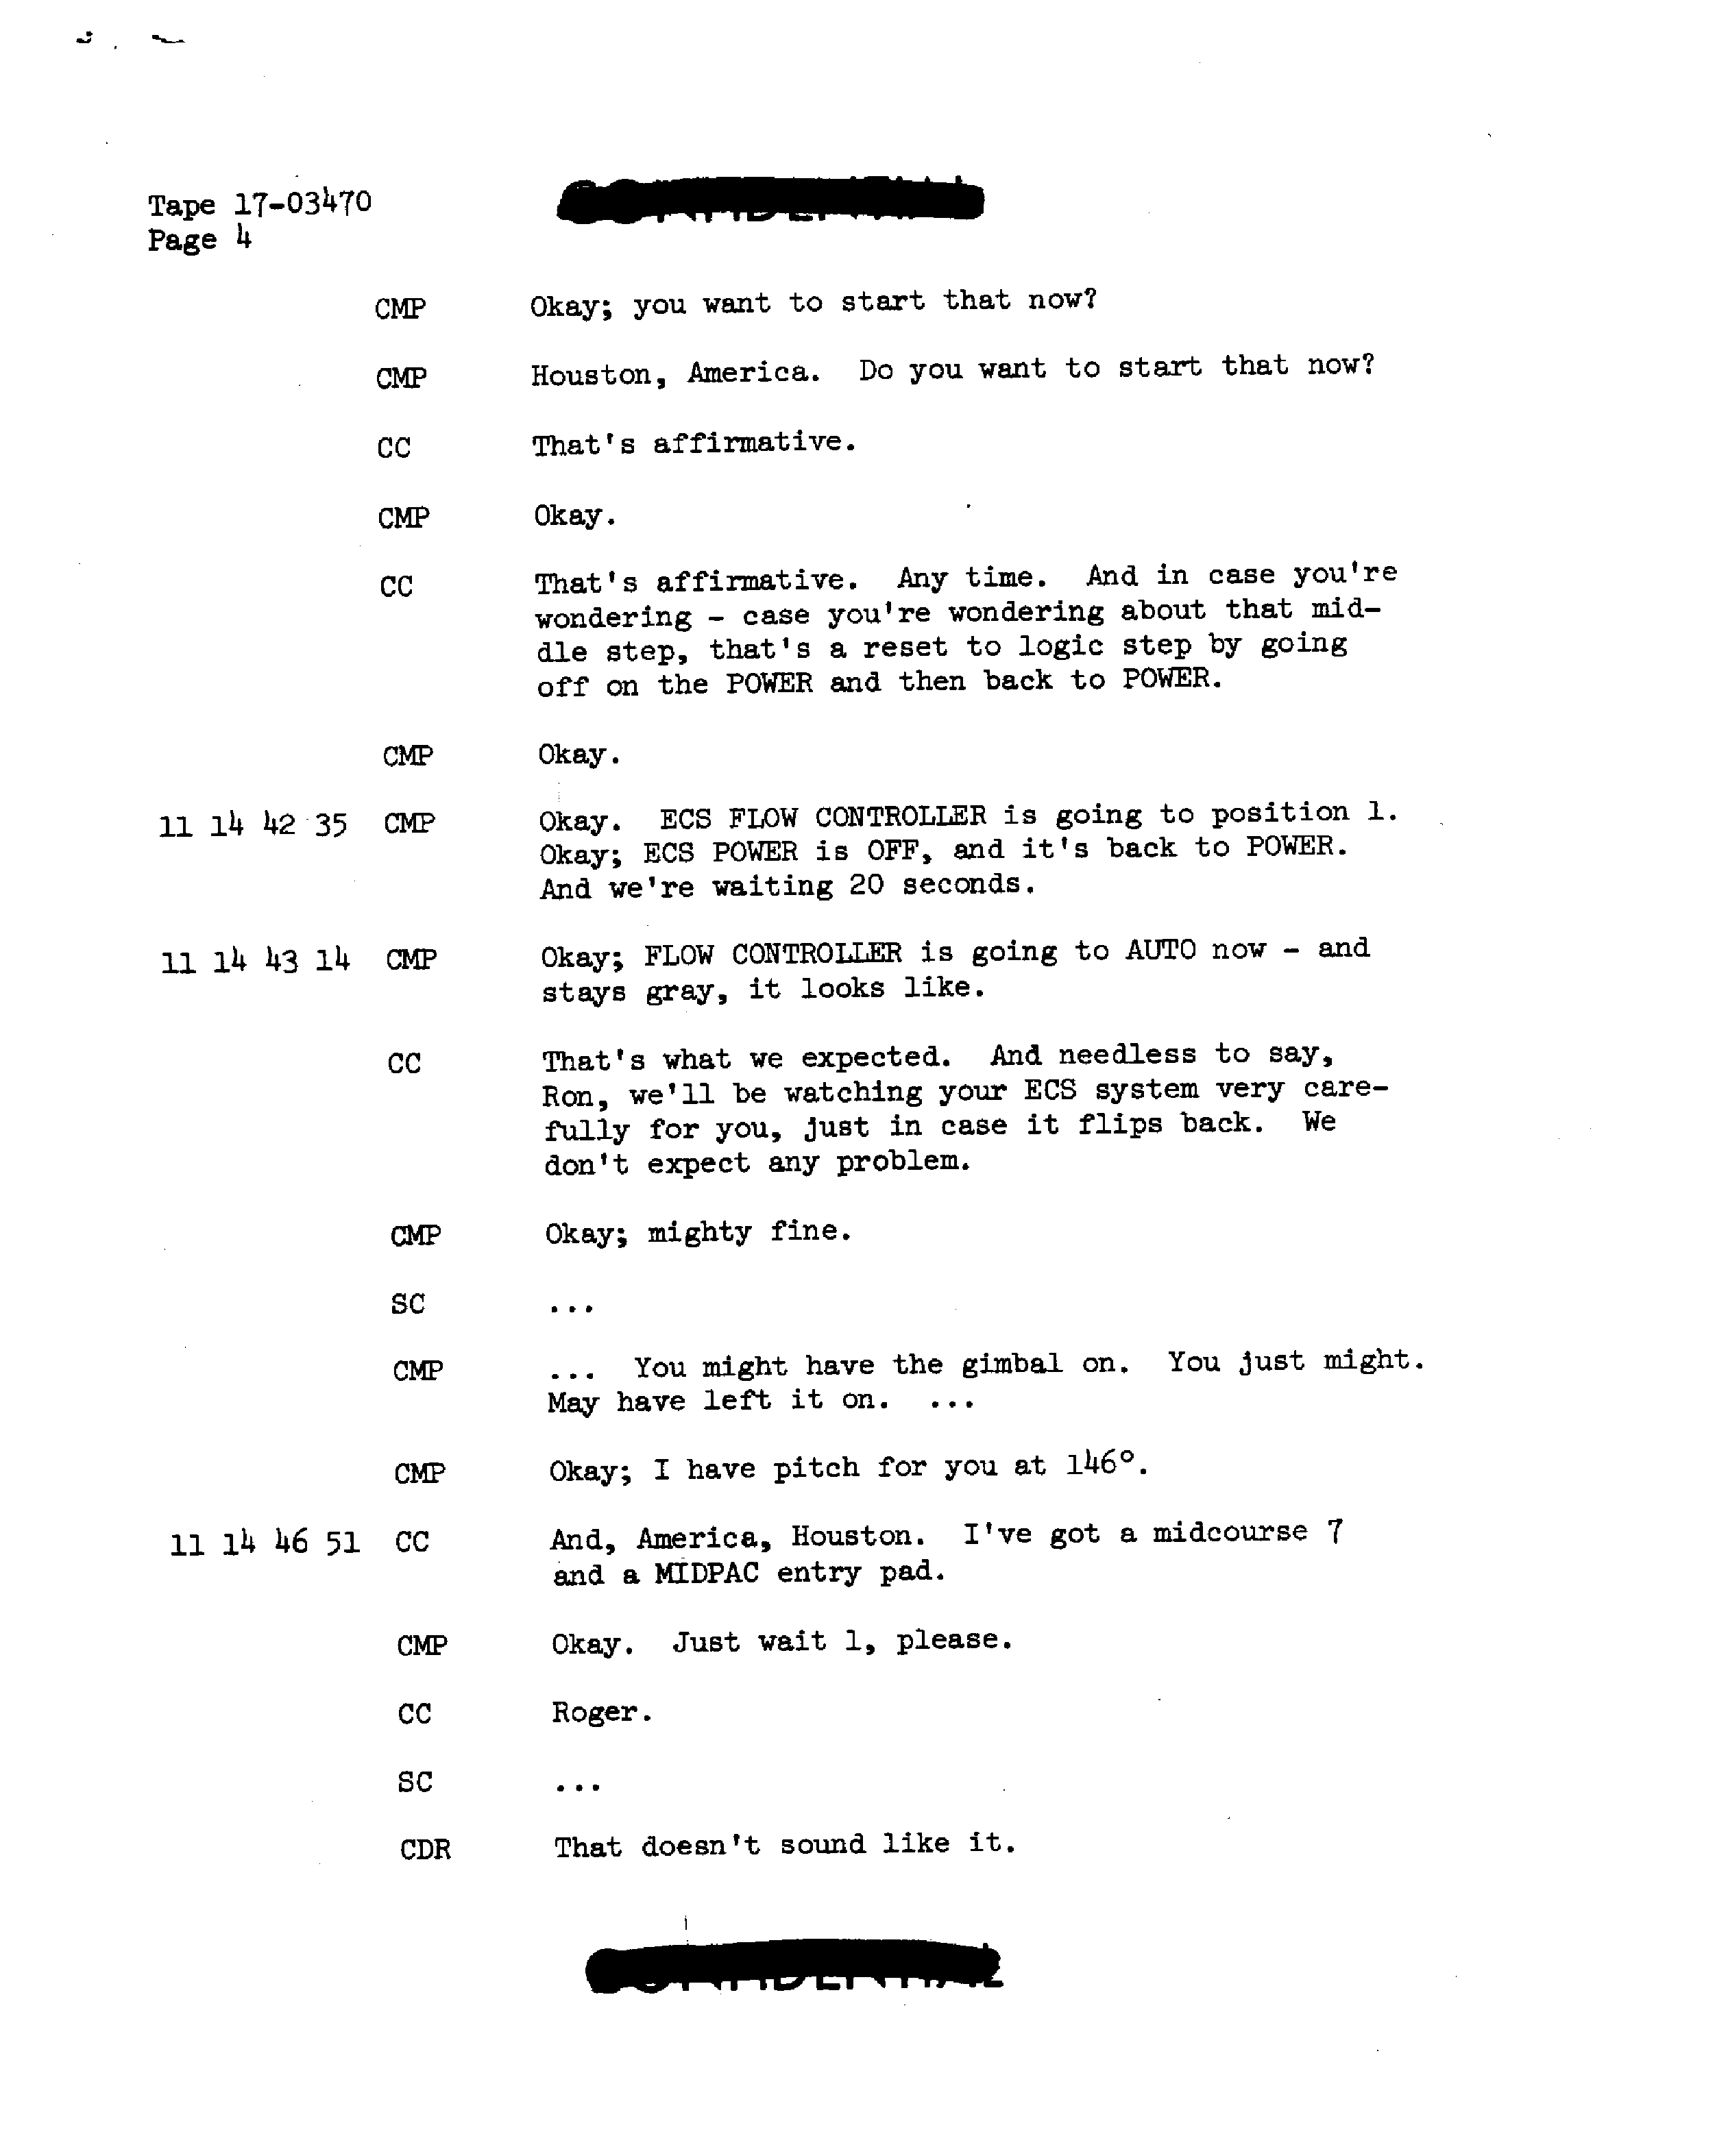 Tape 17-03470
Page 4
CMP Okay; you want to start that now?
CMP Houston, America. Do you want to start that now?
CC That's affirmative.
CMP Okay.
CC That's affirmative. Any time. And in case you're
wondering - case you're wondering about that mid-
dle step, that's a reset to logic step by going
off on the POWER and then back to POWER.
CMP Okay.
11 14 42 35 CMP Okay. ECS FLOW CONTROLLER is going to position 1.
Okay; ECS POWER is OFF, and it's back to POWER.
And we're waiting 20 seconds.
11 14 43 14 CMP Okay; FLOW CONTROLLER is going to AUTO now - and
stays gray, it looks like.
CC That's what we expected. And needless to say,
Ron, we'll be watching your ECS system very care-
fully for you, just in case it flips back. We
don't expect any problem.
CMP Okay; mighty fine.
SC ...
CMP ... You might have the gimbal on. You just might.
May have left it on. ...
CMP Okay; I have pitch for you at 146°.
11 14 46 51 CC And, America, Houston. I've got a midcourse 7
and a MIDPAC entry pad.
CMP Okay. Just wait 1, please.
CC Roger.
SC ...
CDR That doesn't sound like it.